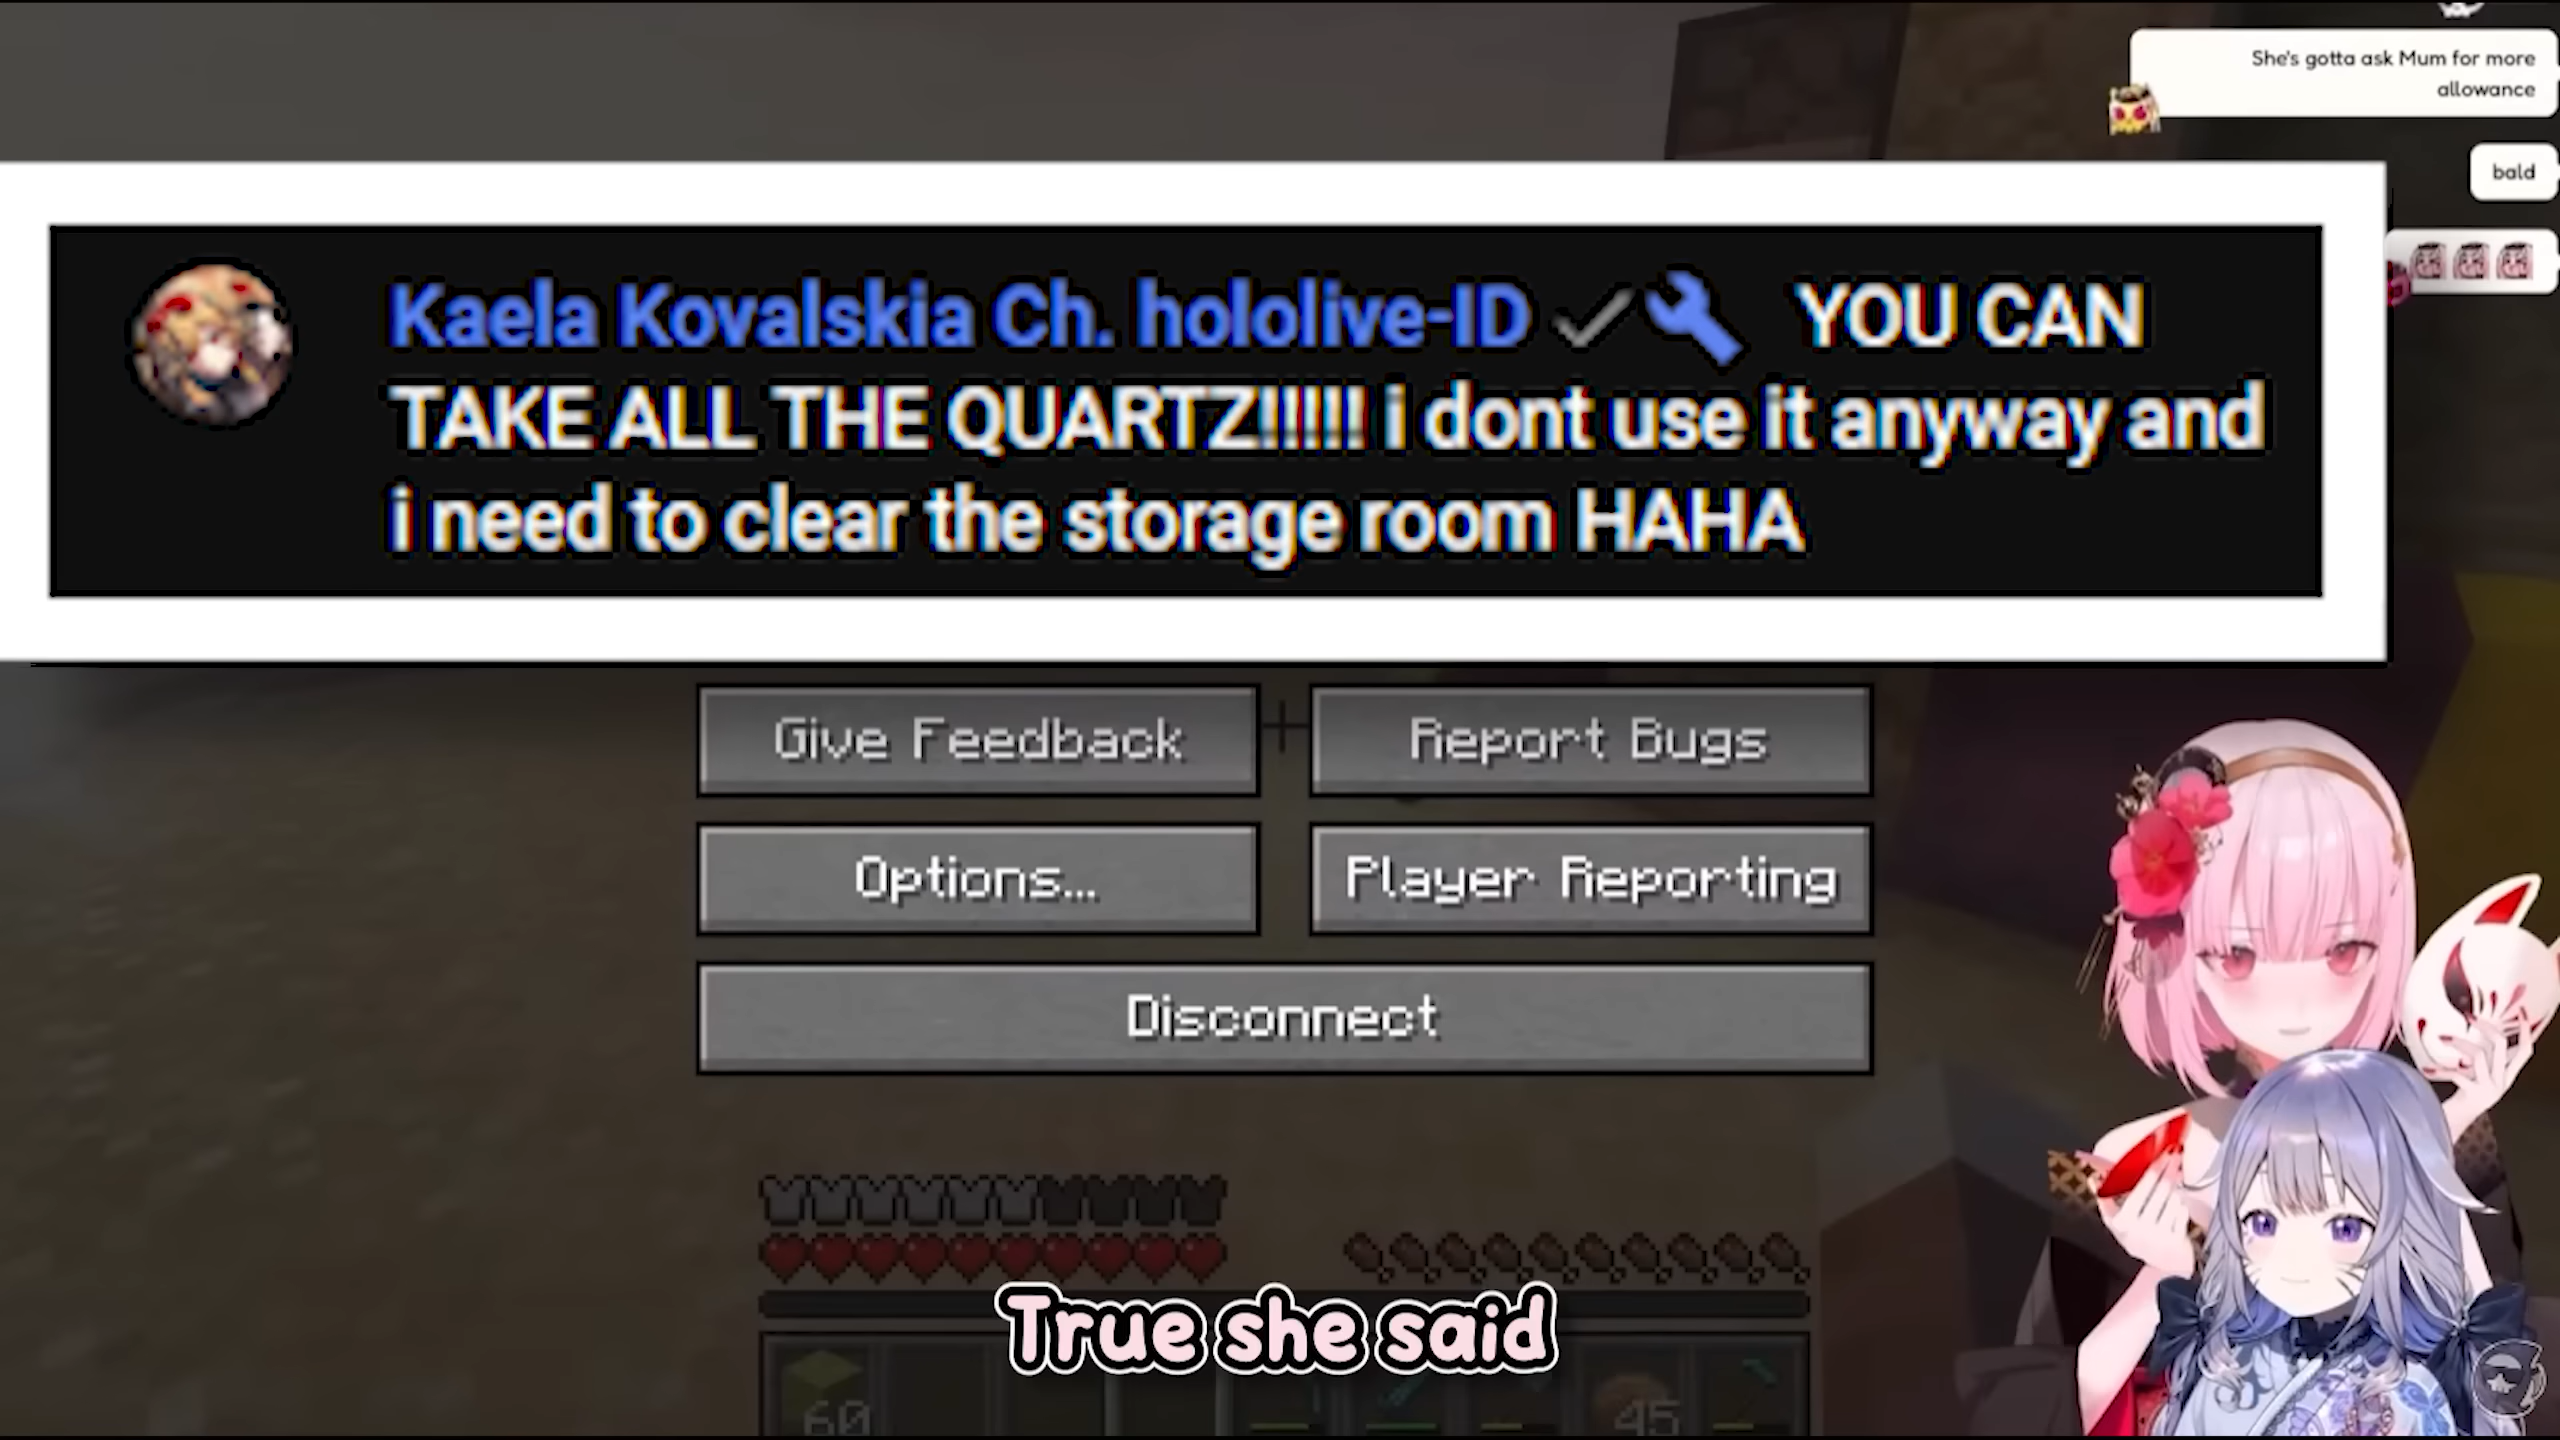 She's gotta ask Mum for more
allowance
bald
Kaela Kovalskia Ch. hololive-ID YOU CAN
TAKE ALL THE QUARTZ!!!!! i dont use it anyway and
i need to clear the storage room HAHA
Give Feedback
Report Bugs
Options...
Player Reporting
Disconnect
True she said
60
45